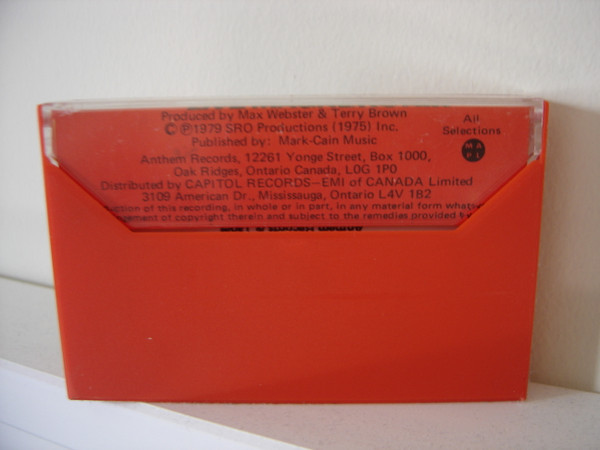 Produced by Max Webster & Terry Brown
© ℗ 1979 SRO Productions (1975) Inc.
Published by: Mark-Cain Music
All
Selections
M A
P L
Anthem Records, 12261 Yonge Street, Box 1000,
Oak Ridges, Ontario Canada, L0G 1P0
Distributed by CAPITOL RECORDS—EMI of CANADA Limited
3109 American Dr., Mississauga, Ontario L4V 1B2
uction of this recording, in whole or in part, in any material form whats
ement of copyright therein and subject to the remedies provided b